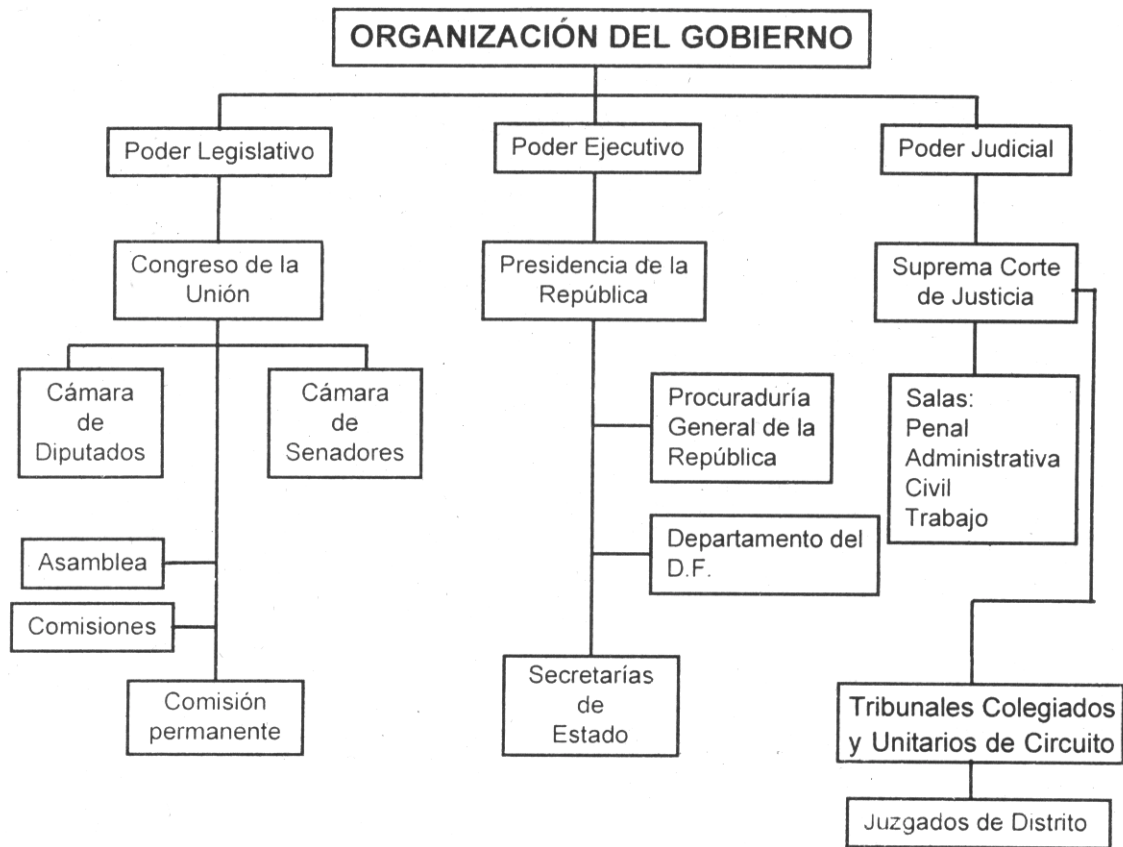 ORGANIZACIÓN DEL GOBIERNO
Poder Legislativo
Poder Ejecutivo
Poder Judicial
Congreso de la
Unión
Presidencia de la
República
Suprema Corte
de Justicia
Cámara
de
Diputados
Cámara
de
Senadores
Procuraduría
General de la
República
Salas:
Penal
Administrativa
Civil
Trabajo
Asamblea
Departamento del
D.F.
Comisiones
Comisión
permanente
Secretarías
de
Estado
Tribunales Colegiados
y Unitarios de Circuito
Juzgados de Distrito